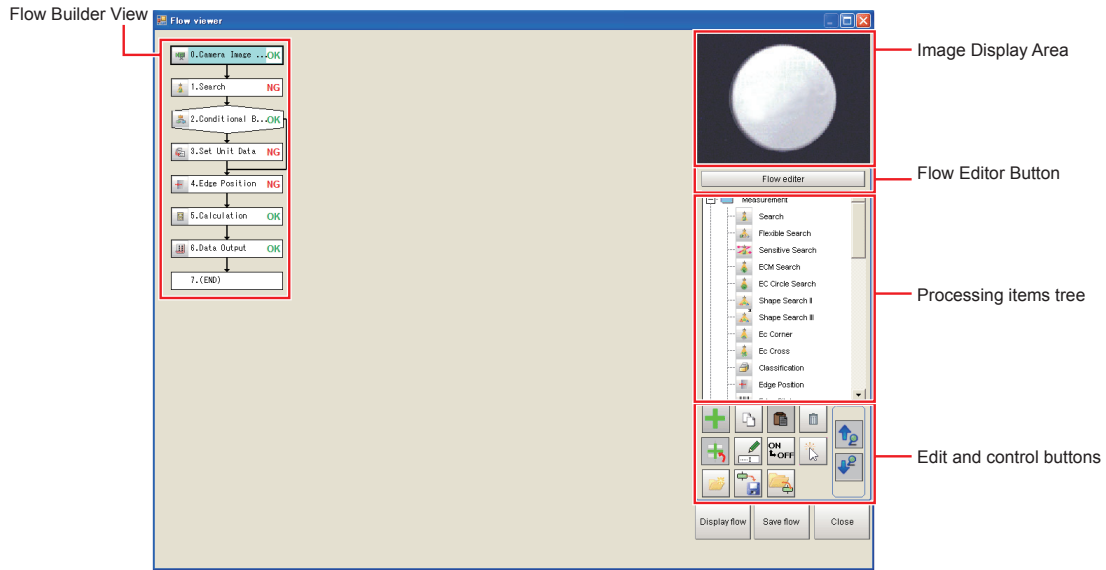 Flow Builder View
Flow viewer
0.Camera Image ...OK
1.Search NG
2.Conditional B...OK
3.Set Unit Data NG
4.Edge Position NG
5.Calculation OK
6.Data Output OK
7.(END)
Image Display Area
Flow editer
Flow Editor Button
Measurement
Search
Flexible Search
Sensitive Search
ECM Search
EC Circle Search
Shape Search II
Shape Search III
Ec Corner
Ec Cross
Classification
Edge Position
Processing items tree
ON
OFF
Edit and control buttons
Display flow
Save flow
Close